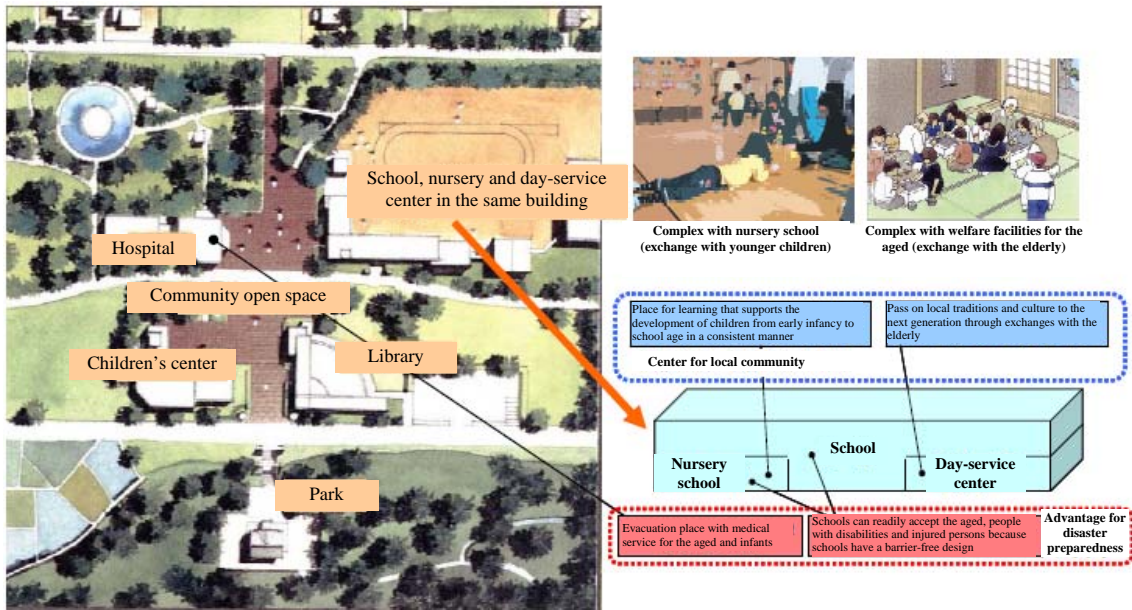 School, nursery and day-service
center in the same building
Hospital
Community open space
Children's center
Library
Park
Complex with nursery school
(exchange with younger children)
Complex with welfare facilities for the
aged (exchange with the elderly)
Place for learning that supports the
development of children from early infancy to
school age in a consistent manner
Pass on local traditions and culture to the
next generation through exchanges with the
elderly
Center for local community
School
Nursery
school
Day-service
center
Evacuation place with medical
service for the aged and infants
Schools can readily accept the aged, people
with disabilities and injured persons because
schools have a barrier-free design
Advantage for
disaster
preparedness